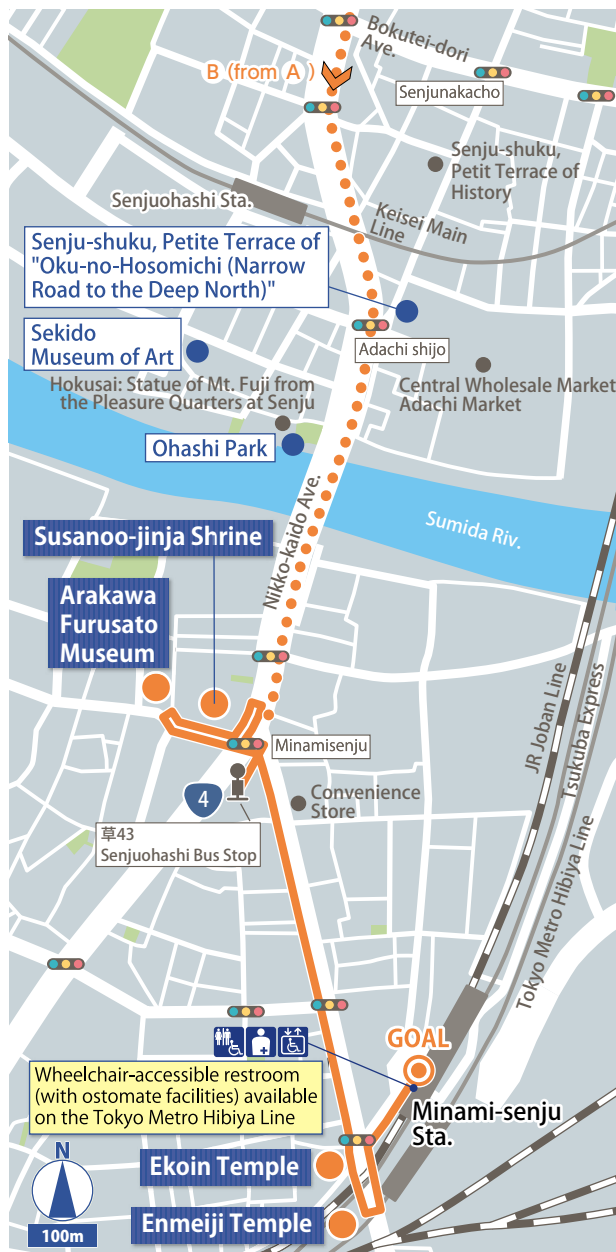 Bokutei-dori
Ave.
B (from A )
Senjunakacho
Senju-shuku,
Petit Terrace of
History
Senjuohashi Sta.
Keisei Main
Line
Senju-shuku, Petite Terrace of
"Oku-no-Hosomichi (Narrow
Road to the Deep North)"
Adachi shijo
Sekido
Museum of Art
Central Wholesale Market
Adachi Market
Hokusai: Statue of Mt. Fuji from
the Pleasure Quarters at Senju
Ohashi Park
Nikko-kaido Ave.
Sumida Riv.
Susanoo-jinja Shrine
Arakawa
Furusato
Museum
JR Joban Line
Tsukuba Express
Tokyo Metro Hibiya Line
Minamisenju
4
Convenience
Store
草43
Senjuohashi Bus Stop
GOAL
Wheelchair-accessible restroom
(with ostomate facilities) available
on the Tokyo Metro Hibiya Line
Minami-senju
Sta.
Ekoin Temple
Enmeiji Temple
N
100m